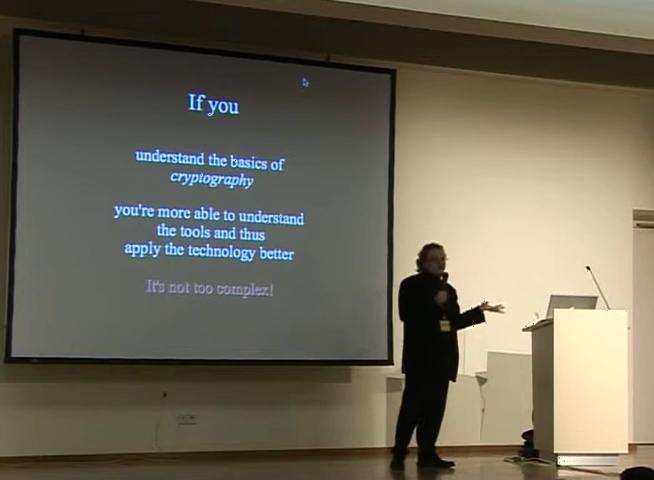 If you
understand the basics of
cryptography
you're more able to understand
the tools and thus
apply the technology better
It's not too complex!